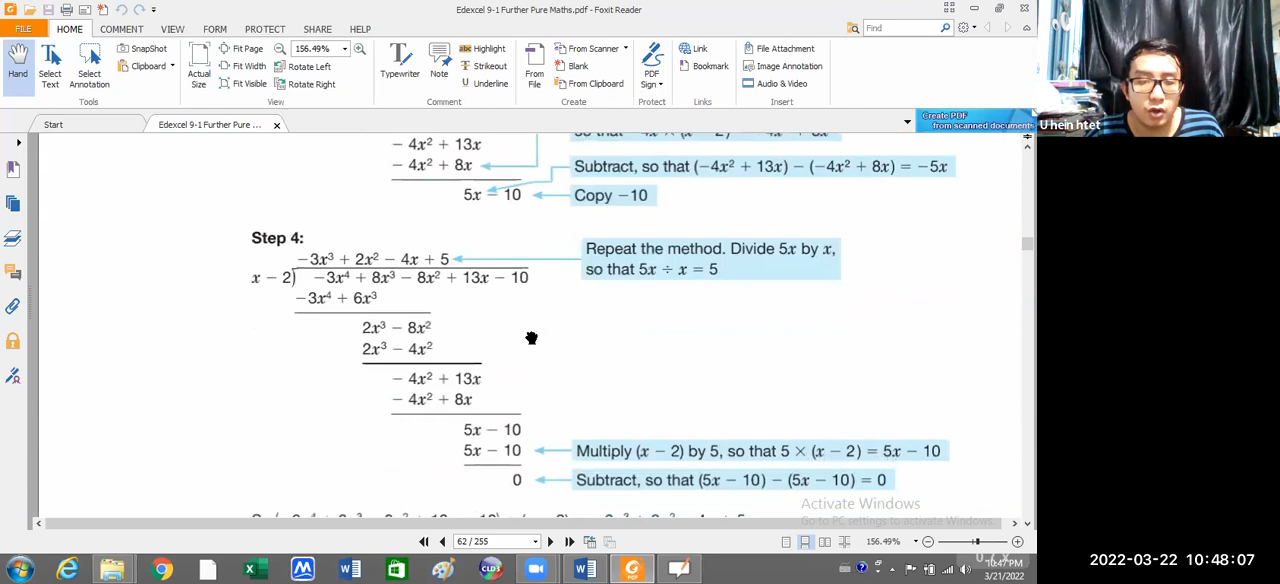 Edexcel 9-1 Further Pure Maths.pdf - Foxit Reader
FILE HOME COMMENT VIEW FORM PROTECT SHARE HELP Find
Hand
Select Text
Select Annotation
SnapShot
Clipboard
Tools
Actual Size
Fit Page
Fit Width
Fit Visible
156.49%
Rotate Left
Rotate Right
View
Typewriter
Note
Highlight
Strikeout
Underline
Comment
From File
From Scanner
Blank
From Clipboard
Create
PDF Sign
Protect
Link
Bookmark
Links
File Attachment
Image Annotation
Audio & Video
Insert
Start
Edexcel 9-1 Further Pure ...
Create PDF
from scanned documents
U hein htet
− 4x² + 13x
− 4x² + 8x
Subtract, so that (−4x² + 13x) − (−4x² + 8x) = −5x
5x − 10
Copy −10
Step 4:
−3x³ + 2x² − 4x + 5
Repeat the method. Divide 5x by x,
so that 5x ÷ x = 5
x − 2) −3x⁴ + 8x³ − 8x² + 13x − 10
−3x⁴ + 6x³
2x³ − 8x²
2x³ − 4x²
− 4x² + 13x
− 4x² + 8x
5x − 10
5x − 10
Multiply (x − 2) by 5, so that 5 × (x − 2) = 5x − 10
0
Subtract, so that (5x − 10) − (5x − 10) = 0
Activate Windows
Go to PC settings to activate Windows.
62 / 255
156.49%
10:47 PM
3/21/2022
2022-03-22 10:48:07